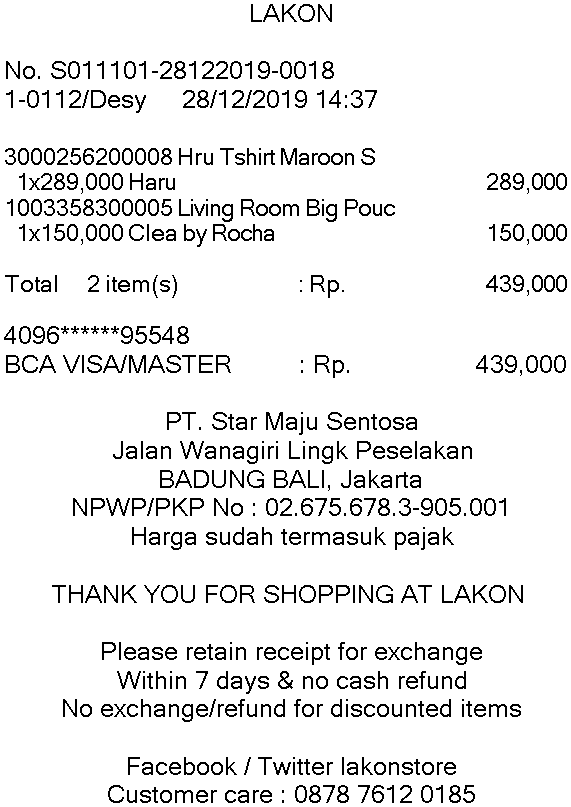 LAKON
No. S011101-28122019-0018
1-0112/Desy 28/12/2019 14:37
3000256200008 Hru Tshirt Maroon S
1x289,000 Haru 289,000
1003358300005 Living Room Big Pouc
1x150,000 Clea by Rocha 150,000
Total 2 item(s) : Rp. 439,000
4096******95548
BCA VISA/MASTER : Rp. 439,000
PT. Star Maju Sentosa
Jalan Wanagiri Lingk Peselakan
BADUNG BALI, Jakarta
NPWP/PKP No : 02.675.678.3-905.001
Harga sudah termasuk pajak
THANK YOU FOR SHOPPING AT LAKON
Please retain receipt for exchange
Within 7 days & no cash refund
No exchange/refund for discounted items
Facebook / Twitter lakonstore
Customer care : 0878 7612 0185